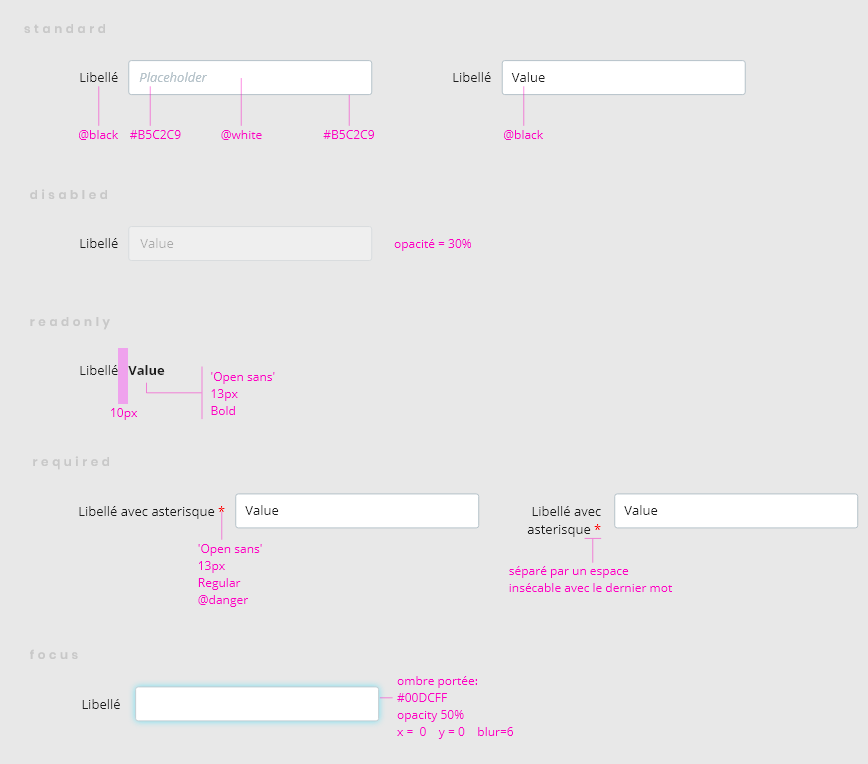 standard
Libellé Placeholder Libellé Value
@black #B5C2C9 @white #B5C2C9 @black
disabled
Libellé Value opacité = 30%
readonly
Libellé Value
'Open sans'
13px
Bold
10px
required
Libellé avec asterisque * Value
'Open sans'
13px
Regular
@danger
Libellé avec
asterisque *
Value
séparé par un espace
insécable avec le dernier mot
focus
Libellé
ombre portée:
#00DCFF
opacity 50%
x = 0 y = 0 blur=6